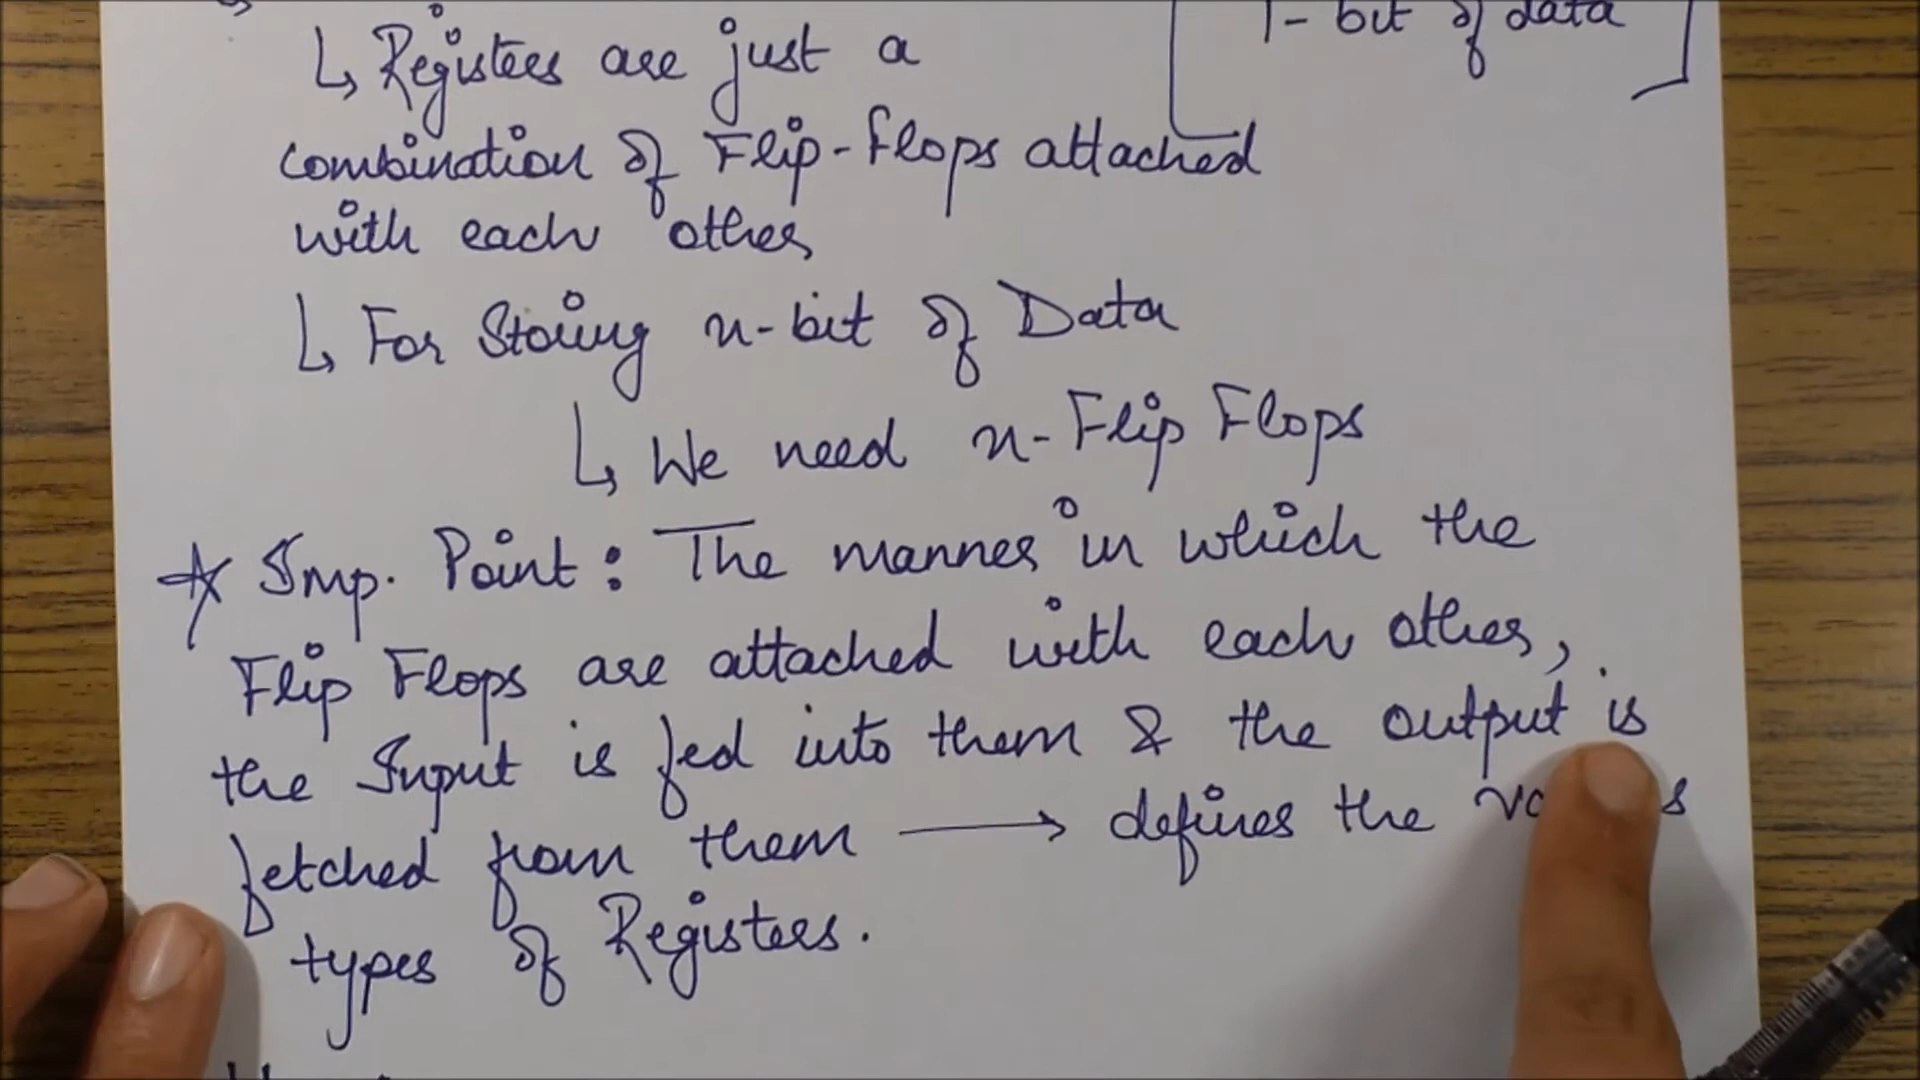 ↳ Registers are just a
1-bit of data
combination of Flip-Flops attached
with each other
↳ For Storing n-bit of Data
↳ We need n-Flip Flops
☆ Imp. Point: The manner in which the
Flip Flops are attached with each other,
the Input is fed into them & the output is
fetched from them → defines the
types of Registers.